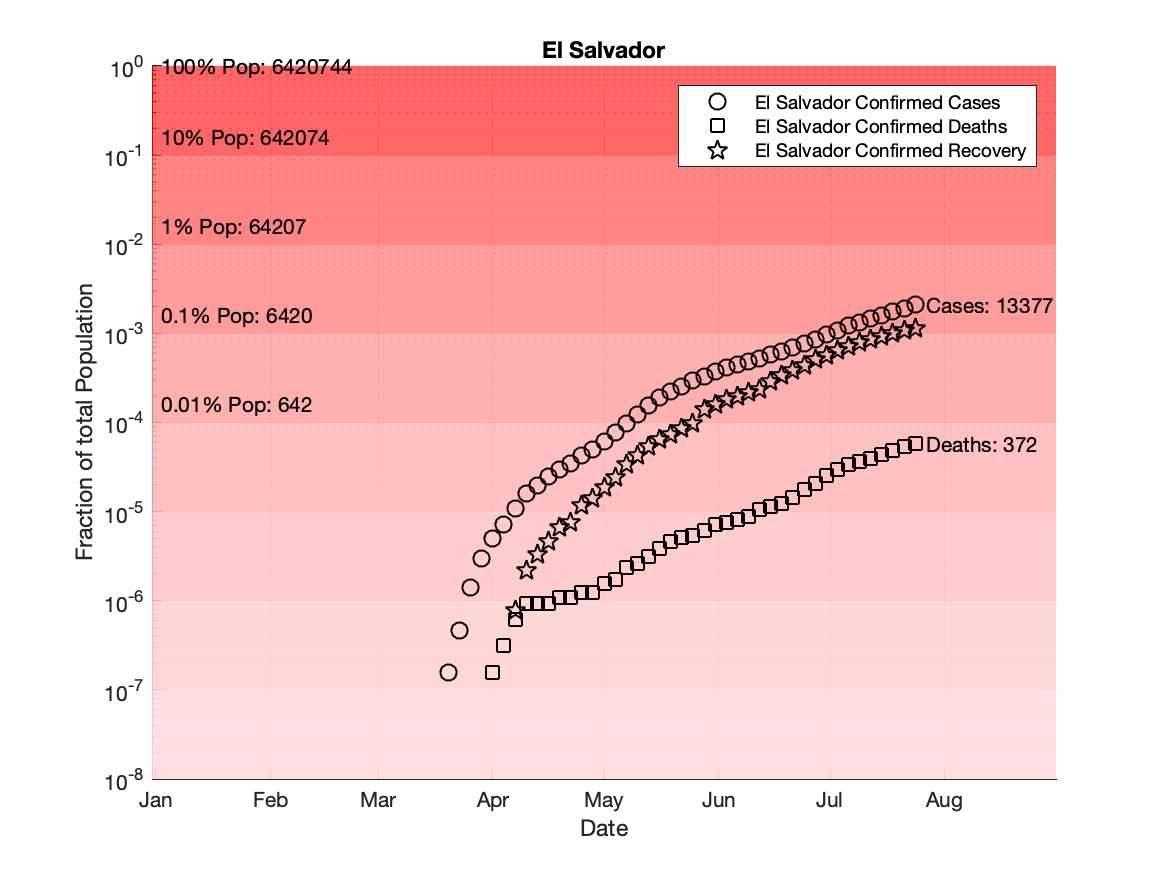 El Salvador
10^0
100% Pop: 6420744
El Salvador Confirmed Cases
El Salvador Confirmed Deaths
El Salvador Confirmed Recovery
10% Pop: 642074
10^-1
1% Pop: 64207
10^-2
0.1% Pop: 6420
Cases: 13377
10^-3
0.01% Pop: 642
10^-4
Deaths: 372
10^-5
10^-6
10^-7
10^-8
Fraction of total Population
Jan Feb Mar Apr May Jun Jul Aug
Date